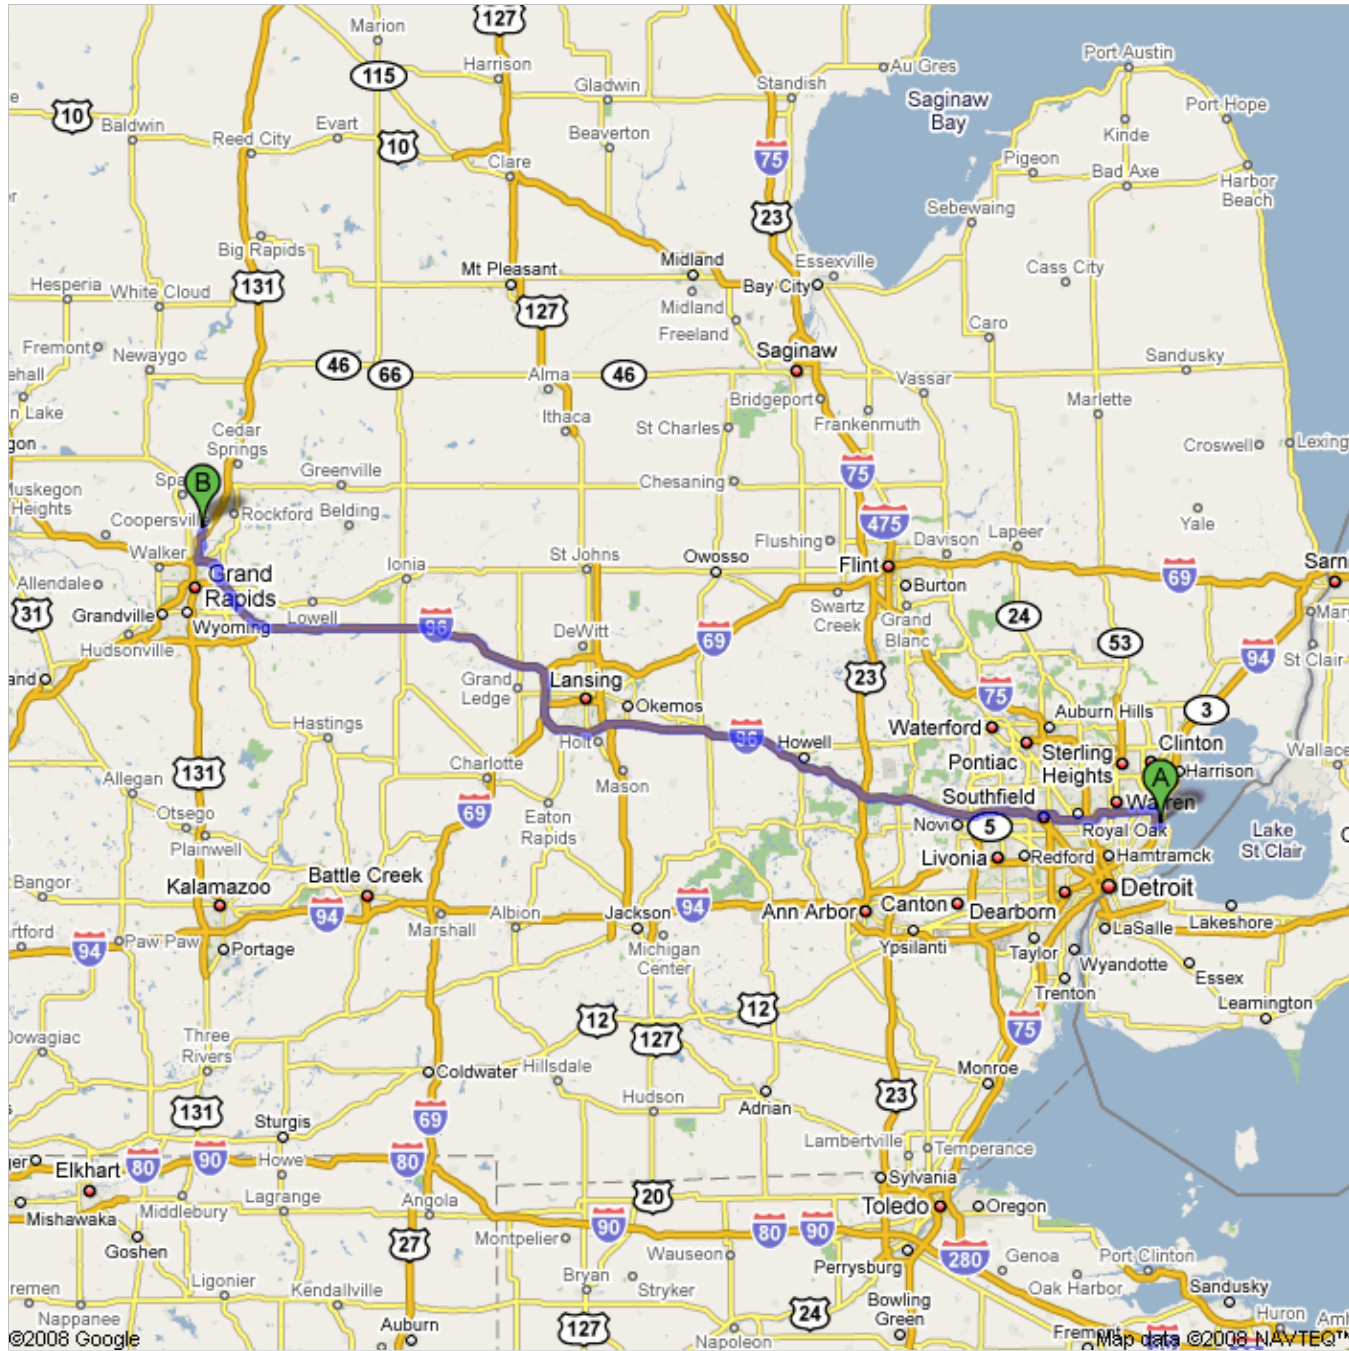 127
Marion
Harrison
115
Gladwin
Standish
Au Gres
Port Austin
Saginaw
Bay
Port Hope
10
Baldwin
Reed City
Evart
10
Beaverton
Clare
75
Kinde
Pigeon
Bad Axe
Harbor
Beach
Sebewaing
23
Big Rapids
Mt Pleasant
Midland
Essexville
Bay City
Cass City
131
Hesperia
White Cloud
127
Midland
Freeland
Caro
Fremont
Newaygo
46
66
Alma
46
Saginaw
Sandusky
Vassar
Bridgeport
Marlette
Ithaca
St Charles
Frankenmuth
Cedar
Springs
Croswell
Greenville
Chesaning
75
B
Muskegon
Heights
Coopersville
Rockford
Belding
475
Yale
Lapeer
Flushing
Davison
Walker
Ionia
St Johns
Owosso
Flint
69
Allendale
Grand
Rapids
Burton
31
Grandville
Wyoming
Lowell
96
Swartz
Creek
Grand
Blanc
24
53
Hudsonville
DeWitt
69
St Clair
94
Grand
Ledge
Lansing
23
75
Okemos
Auburn Hills
3
Hastings
Waterford
96
Howell
Holt
Pontiac
Sterling
Heights
Clinton
A
Harrison
131
Allegan
Charlotte
Mason
Southfield
Warren
69
Otsego
Plainwell
Eaton
Rapids
Novi
5
Royal Oak
Lake
St Clair
Livonia
Redford
Hamtramck
Bangor
Kalamazoo
Battle Creek
Detroit
94
94
94
Albion
Jackson
Ann Arbor
Canton
Dearborn
Lakeshore
Marshall
Paw Paw
Portage
Michigan
Center
Ypsilanti
Taylor
LaSalle
Wyandotte
Essex
Trenton
Leamington
12
12
127
75
Three
Rivers
Coldwater
Hillsdale
Monroe
Hudson
Adrian
23
131
Sturgis
69
Lambertville
Temperance
Elkhart
80
90
Howe
80
Sylvania
Lagrange
Angola
20
Toledo
Oregon
Mishawaka
Middlebury
Goshen
27
Montpelier
90
80
90
Wauseon
280
Genoa
Port Clinton
Perrysburg
Oak Harbor
Sandusky
Ligonier
Kendallville
Bryan
Stryker
Nappanee
Bowling
Green
24
Huron
Auburn
127
Napoleon
©2008 Google
Map data ©2008 NAVTEQ™